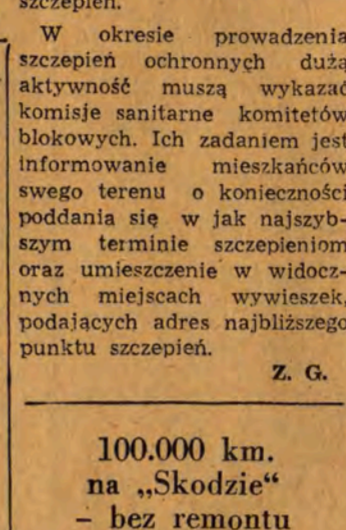 szczepień.
W okresie prowadzenia
szczepień ochronnych dużą
aktywność muszą wykazać
komisje sanitarne komitetów
blokowych. Ich zadaniem jest
informowanie mieszkańców
swego terenu o konieczności
poddania się w jak najszyb-
szym terminie szczepieniom
oraz umieszczenie w widocz-
nych miejscach wywieszek,
podających adres najbliższego
punktu szczepień.
Z. G.
100.000 km.
na „Skodzie“
– bez remontu